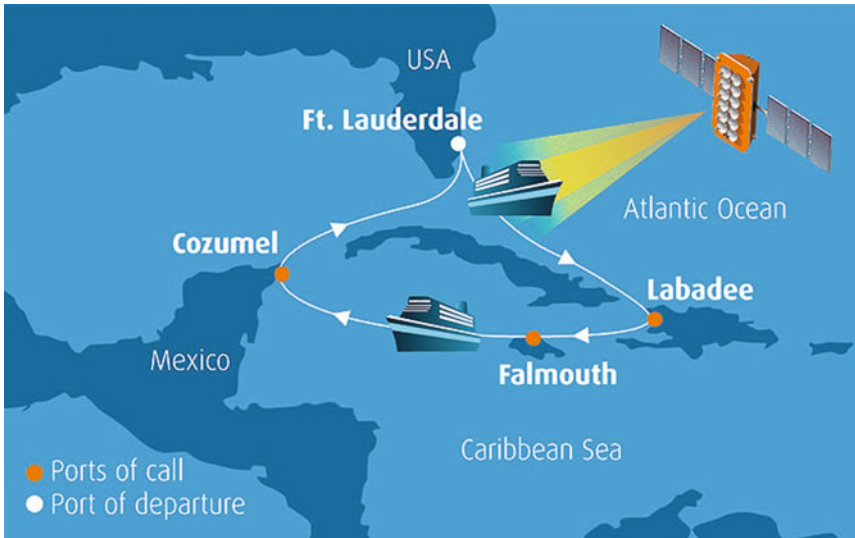 USA
Ft. Lauderdale
Atlantic Ocean
Cozumel
Labadee
Mexico
Falmouth
Caribbean Sea
Ports of call
Port of departure